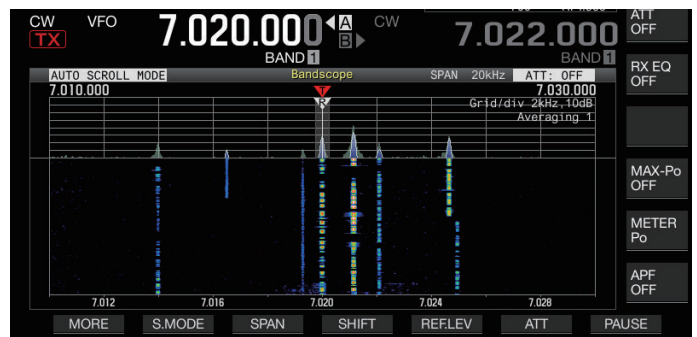 CW VFO 7.020.000 A CW 7.022.000 ATT
TX B OFF
BAND 1 BAND 1
AUTO SCROLL MODE Bandscope SPAN 20kHz ATT: OFF RX EQ
OFF
7.010.000 T 7.030.000
R Grid/div 2kHz,10dB
Averaging 1
MAX-Po
OFF
METER
Po
APF
OFF
7.012 7.016 7.020 7.024 7.028
MORE S.MODE SPAN SHIFT REF.LEV ATT PAUSE